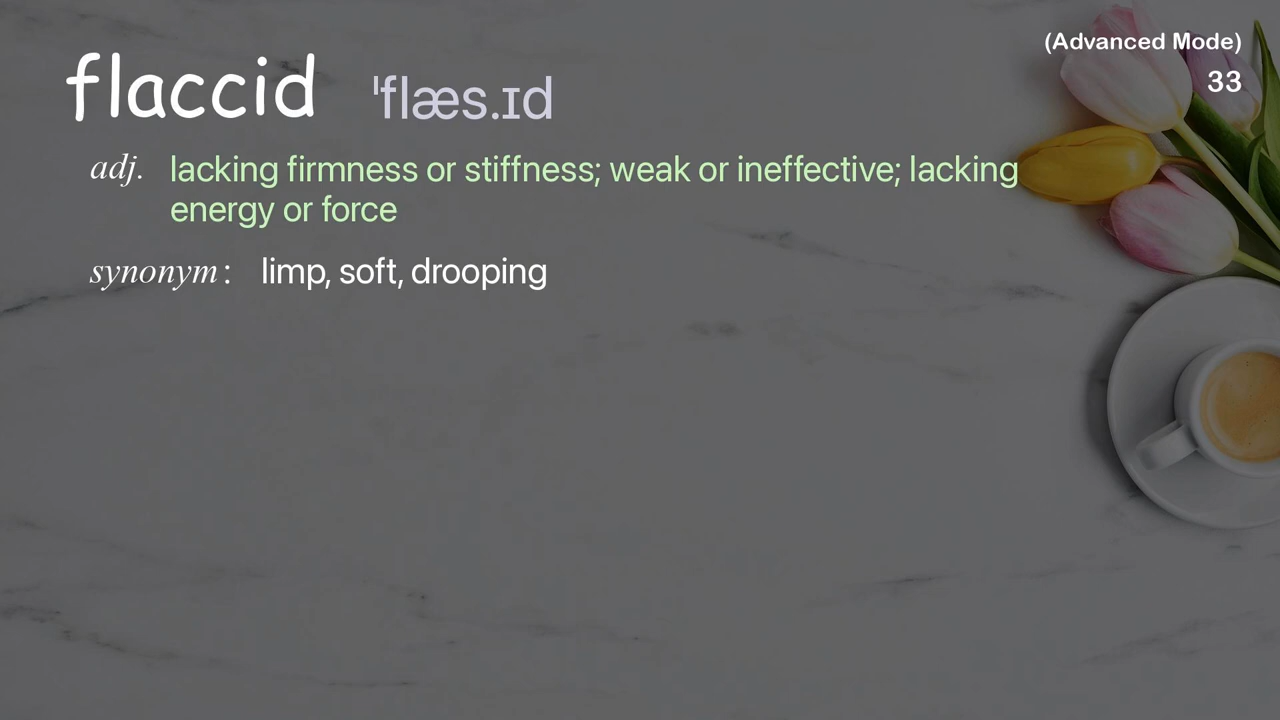 (Advanced Mode)
33
flaccid ˈflæs.ɪd
adj. lacking firmness or stiffness; weak or ineffective; lacking
energy or force
synonym : limp, soft, drooping